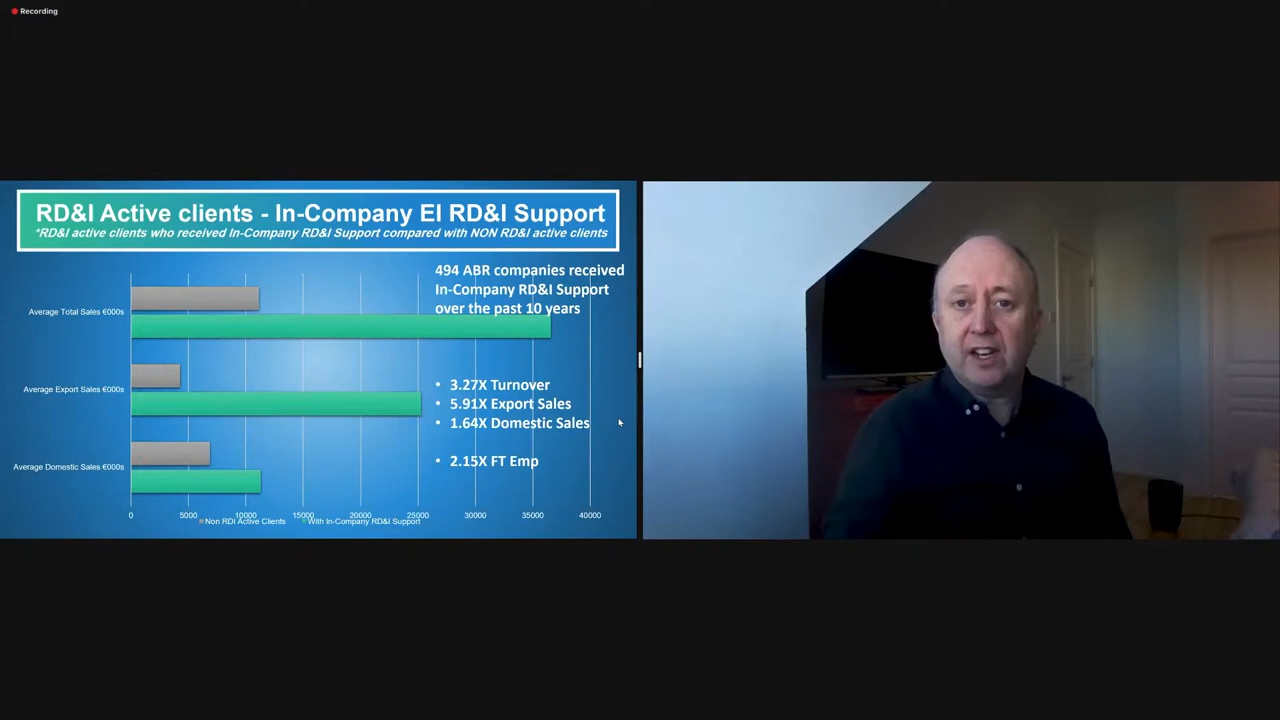 Recording
RD&I Active clients - In-Company EI RD&I Support
*RD&I active clients who received In-Company RD&I Support compared with NON RD&I active clients
494 ABR companies received
In-Company RD&I Support
over the past 10 years
Average Total Sales €000s
Average Export Sales €000s
Average Domestic Sales €000s
• 3.27X Turnover
• 5.91X Export Sales
• 1.64X Domestic Sales
• 2.15X FT Emp
0 5000 10000 15000 20000 25000 30000 35000 40000
Non RDI Active Clients With In-Company RD&I Support